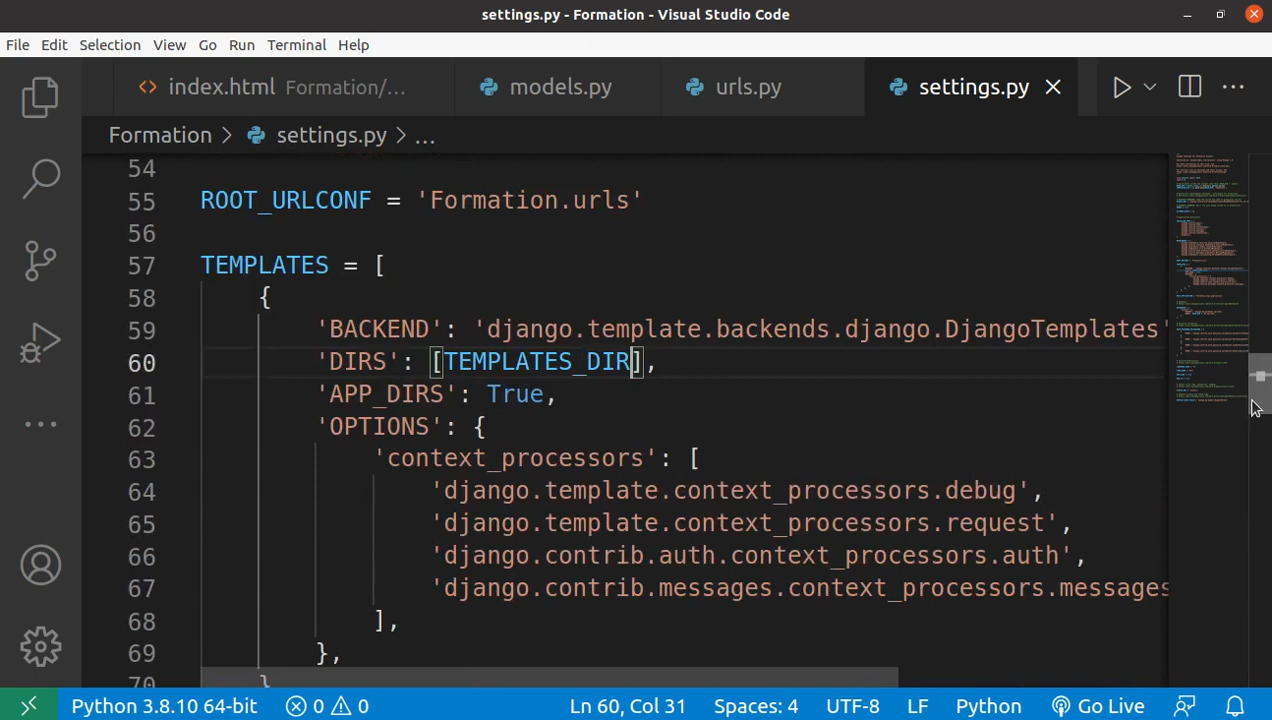 settings.py - Formation - Visual Studio Code
File Edit Selection View Go Run Terminal Help
index.html Formation/... models.py urls.py settings.py
Formation > settings.py > ...
54
55 ROOT_URLCONF = 'Formation.urls'
56
57 TEMPLATES = [
58 {
59 'BACKEND': 'django.template.backends.django.DjangoTemplates'
60 'DIRS': [TEMPLATES_DIR],
61 'APP_DIRS': True,
62 'OPTIONS': {
63 'context_processors': [
64 'django.template.context_processors.debug',
65 'django.template.context_processors.request',
66 'django.contrib.auth.context_processors.auth',
67 'django.contrib.messages.context_processors.messages
68 ],
69 },
70 }
Python 3.8.10 64-bit 0 0 Ln 60, Col 31 Spaces: 4 UTF-8 LF Python Go Live